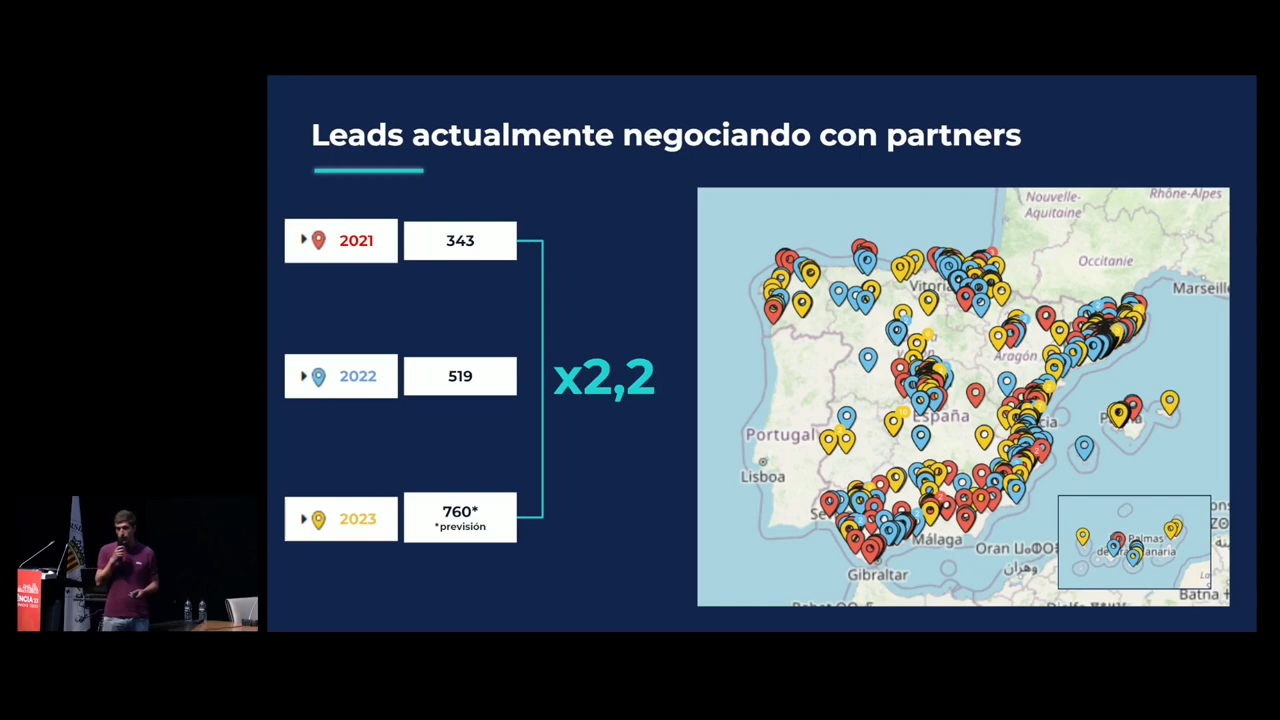 Leads actualmente negociando con partners
2021
343
2022
519
2023
760*
*previsión
x2,2
Nouvelle-
Aquitaine
Rhône-Alpes
Occitanie
Marseille
Vitoria
Aragón
España
Portugal
Lisboa
Málaga
Gibraltar
Oran
وهران
Palmas
Batna